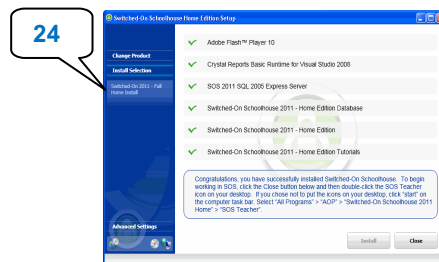 24
Switched-On Schoolhouse Home Edition Setup
Change Product
Install Selection
Switched-On 2011 - Full
Home Install
Advanced Settings
Adobe Flash™ Player 10
Crystal Reports Basic Runtime for Visual Studio 2008
SOS 2011 SQL 2005 Express Server
Switched-On Schoolhouse 2011 - Home Edition Database
Switched-On Schoolhouse 2011 - Home Edition
Switched-On Schoolhouse 2011 - Home Edition Tutorials
Congratulations, you have successfully installed Switched-On Schoolhouse. To begin
working in SOS, click the Close button below and then double-click the SOS Teacher
icon on your desktop. If you chose not to put the icons on your desktop, click "start" on
the computer task bar. Select "All Programs" > "AOP" > "Switched-On Schoolhouse 2011
Home" > "SOS Teacher".
Install
Close